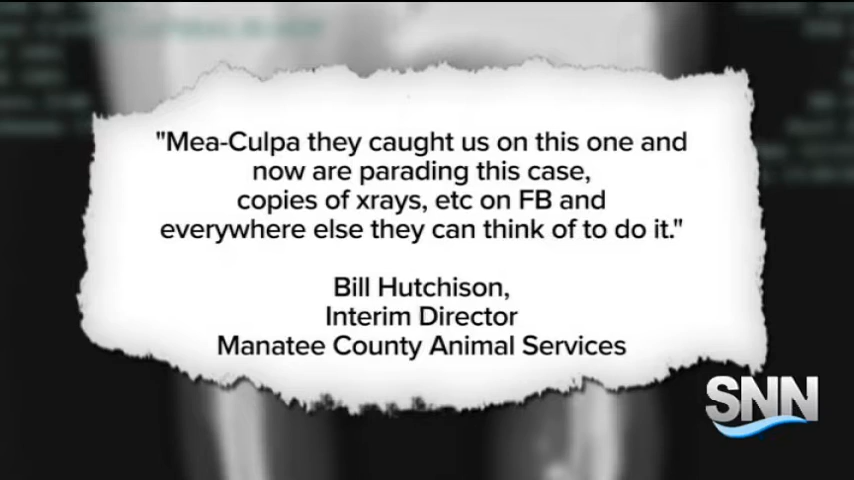 "Mea-Culpa they caught us on this one and
now are parading this case,
copies of xrays, etc on FB and
everywhere else they can think of to do it."
Bill Hutchison,
Interim Director
Manatee County Animal Services
SNN